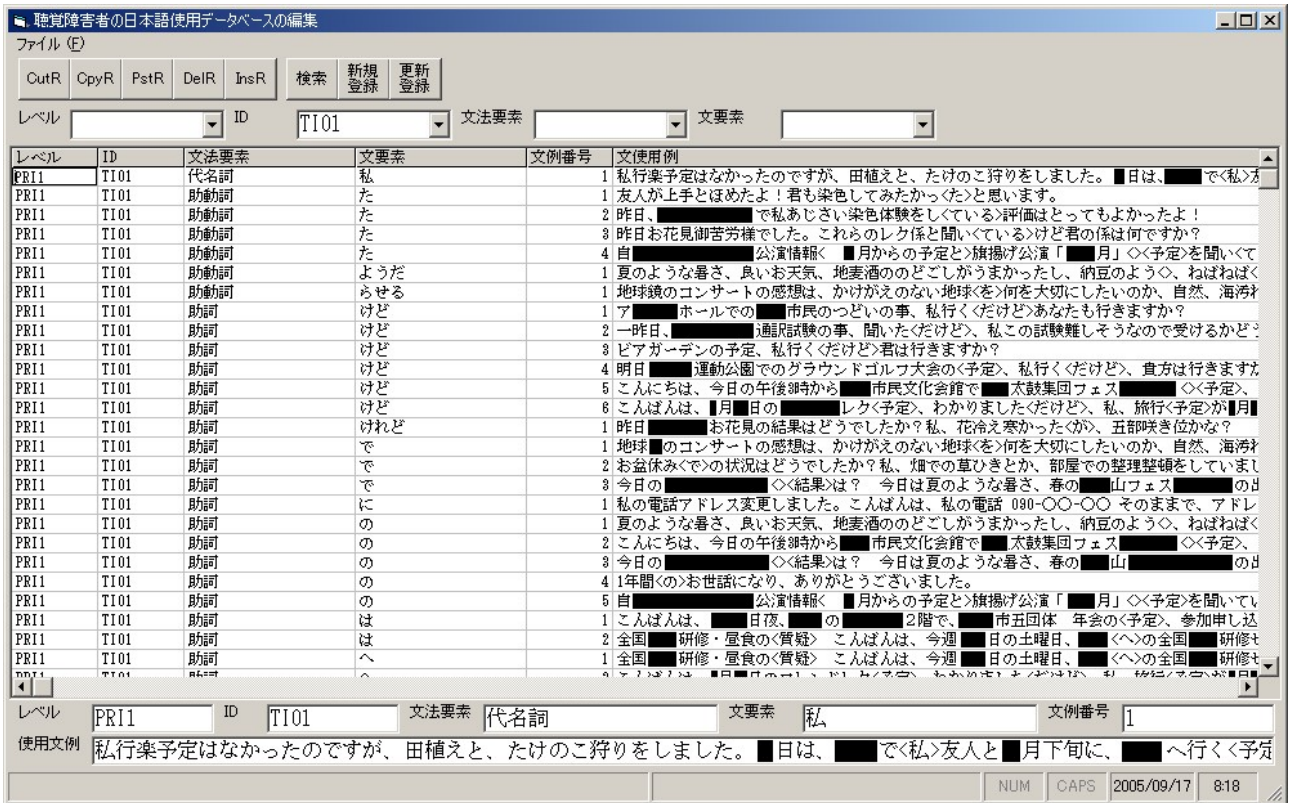 聴覚障害者の日本語使用データベースの編集
ファイル (F)
CutR CpyR PstR DelR InsR 検索 新規登録 更新登録
レベル ID TI01 文法要素 文要素
レベル ID 文法要素 文要素 文例番号 文使用例
PRI1 TI01 代名詞 私 1 私行楽予定はなかったのですが、田植えと、たけのこ狩りをしました。 日は、 で<私>友
PRI1 TI01 助動詞 た 1 友人が上手とほめたよ！君も染色してみたかっ<た>と思います。
PRI1 TI01 助動詞 た 2 昨日、 で私あじさい染色体験をし<ている>評価はとってもよかったよ！
PRI1 TI01 助動詞 た 3 昨日お花見御苦労様でした。これらのレク係と聞い<ている>けど君の係は何ですか？
PRI1 TI01 助動詞 た 4 自 公演情報< 月からの予定と>旗揚げ公演「 月」<><予定>を聞いて
PRI1 TI01 助動詞 ようだ 1 夏のような暑さ、良いお天気、地麦酒ののどごしがうまかったし、納豆のよう<>、ねばねば<
PRI1 TI01 助動詞 らせる 1 地球鏡のコンサートの感想は、かけがえのない地球<を>何を大切にしたいのか、自然、海汚れ
PRI1 TI01 助詞 けど 1 ア ホールでの 市民のつどいの事、私行く<だけど>あなたも行きますか？
PRI1 TI01 助詞 けど 2 一昨日、 通訳試験の事、聞いた<だけど>、私この試験難しそうなので受けるかどう
PRI1 TI01 助詞 けど 3 ビアガーデンの予定、私行く<だけど>君は行きますか？
PRI1 TI01 助詞 けど 4 明日 運動公園でのグラウンドゴルフ大会の<予定>、私行く<だけど>、貴方は行きますか
PRI1 TI01 助詞 けど 5 こんにちは、今日の午後3時から 市民文化会館で 太鼓集団フェス <><予定>、
PRI1 TI01 助詞 けど 6 こんばんは、 月 日の レク<予定>、わかりました<だけど>、私、旅行<予定>が 月
PRI1 TI01 助詞 けれど 1 昨日 お花見の結果はどうでしたか？私、花冷え寒かった<が>、五部咲き位かな？
PRI1 TI01 助詞 で 1 地球 のコンサートの感想は、かけがえのない地球<を>何を大切にしたいのか、自然、海汚れ
PRI1 TI01 助詞 で 2 お盆休み<で>の状況はどうでしたか？私、畑での草ひきとか、部屋での整理整頓をしていまし
PRI1 TI01 助詞 で 3 今日の <><結果>は？ 今日は夏のような暑さ、春の 山フェス の出
PRI1 TI01 助詞 に 1 私の電話アドレス変更しました。こんばんは、私の電話 090-○○-○○ そのままで、アドレ
PRI1 TI01 助詞 の 1 夏のような暑さ、良いお天気、地麦酒ののどごしがうまかったし、納豆のよう<>、ねばねば<
PRI1 TI01 助詞 の 2 こんにちは、今日の午後3時から 市民文化会館で 太鼓集団フェス <><予定>、
PRI1 TI01 助詞 の 3 今日の <><結果>は？ 今日は夏のような暑さ、春の 山 の出
PRI1 TI01 助詞 の 4 1年間<の>お世話になり、ありがとうございました。
PRI1 TI01 助詞 の 5 自 公演情報< 月からの予定と>旗揚げ公演「 月」<><予定>を聞いてい
PRI1 TI01 助詞 は 1 こんばんは、 日夜、 の 2階で、 市五団体 年会の<予定>、参加申し込
PRI1 TI01 助詞 は 2 全国 研修・昼食の<質疑> こんばんは、今週 日の土曜日、 <へ>の全国 研修セ
PRI1 TI01 助詞 へ 1 全国 研修・昼食の<質疑> こんばんは、今週 日の土曜日、 <へ>の全国 研修セ
レベル PRI1 ID TI01 文法要素 代名詞 文要素 私 文例番号 1
使用文例 私行楽予定はなかったのですが、田植えと、たけのこ狩りをしました。 日は、 で<私>友人と 月下旬に、 へ行く<予定
NUM CAPS 2005/09/17 8:18